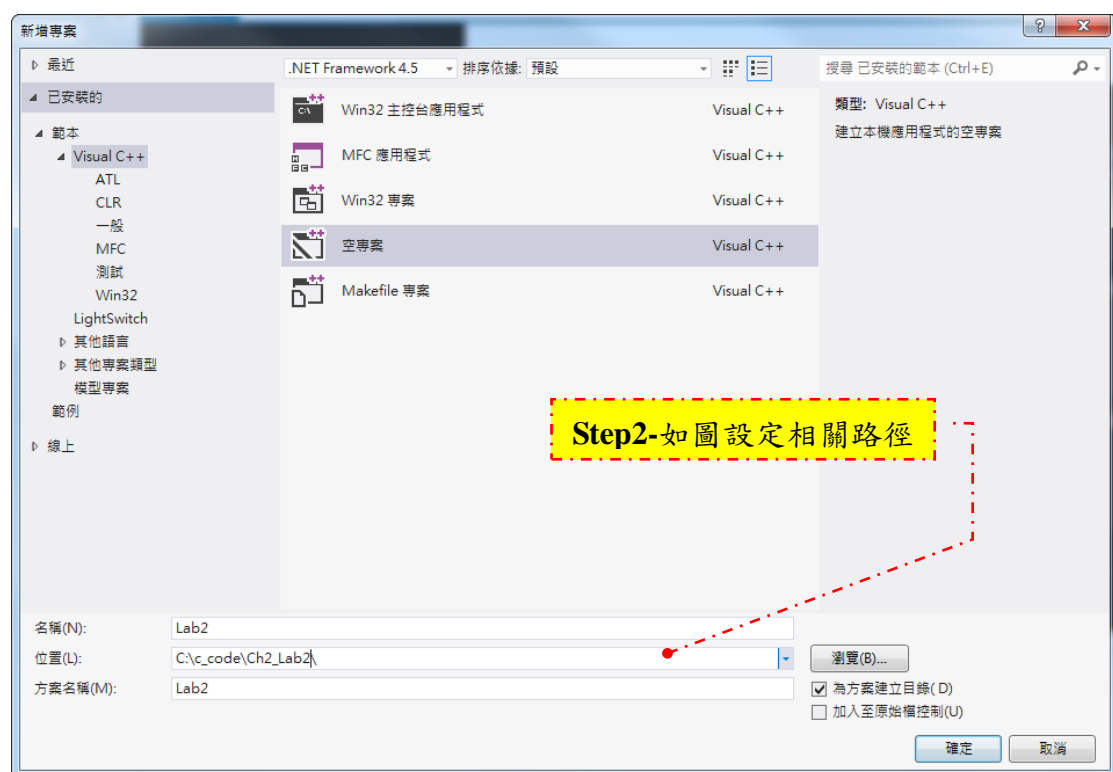 新增專案
最近
.NET Framework 4.5 排序依據: 預設 搜尋 已安裝的範本 (Ctrl+E)
已安裝的
範本
Visual C++
ATL
CLR
一般
MFC
測試
Win32
LightSwitch
其他語言
其他專案類型
模型專案
範例
線上
Win32 主控台應用程式 Visual C++
MFC 應用程式 Visual C++
Win32 專案 Visual C++
空專案 Visual C++
Makefile 專案 Visual C++
類型: Visual C++
建立本機應用程式的空專案
Step2-如圖設定相關路徑
名稱(N): Lab2
位置(L): C:\c_code\Ch2_Lab2\ 瀏覽(B)...
方案名稱(M): Lab2 為方案建立目錄( D)
加入至原始檔控制(U)
確定 取消